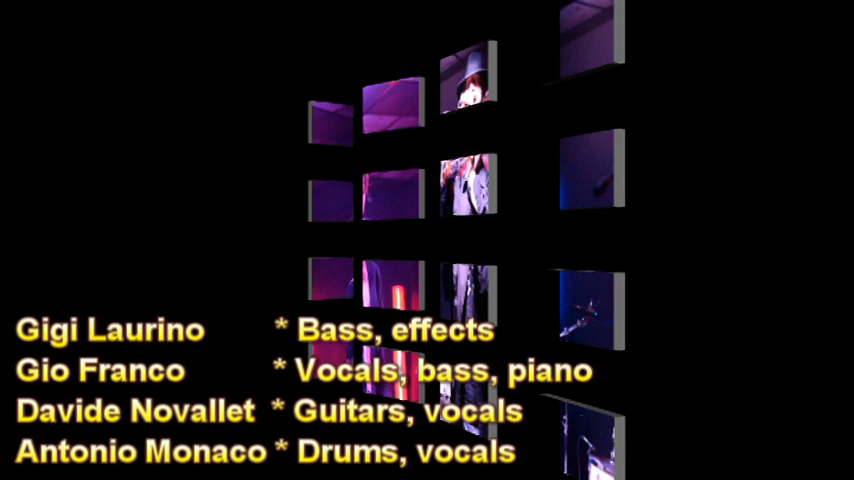 Gigi Laurino * Bass, effects
Gio Franco * Vocals, bass, piano
Davide Novallet * Guitars, vocals
Antonio Monaco * Drums, vocals